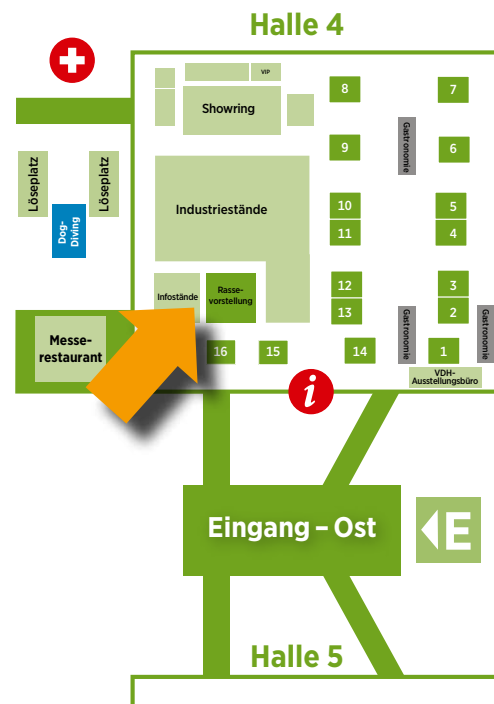 Halle 4
VIP
Showring
8
7
9
Gastronomie
6
Löseplatz
Löseplatz
Dog-
Diving
Industriestände
10
5
11
4
Infostände
Rasse-
vorstellung
12
3
13
2
Messe-
restaurant
16
15
14
Gastronomie
1
Gastronomie
VDH-
Ausstellungsbüro
i
Eingang – Ost
E
Halle 5